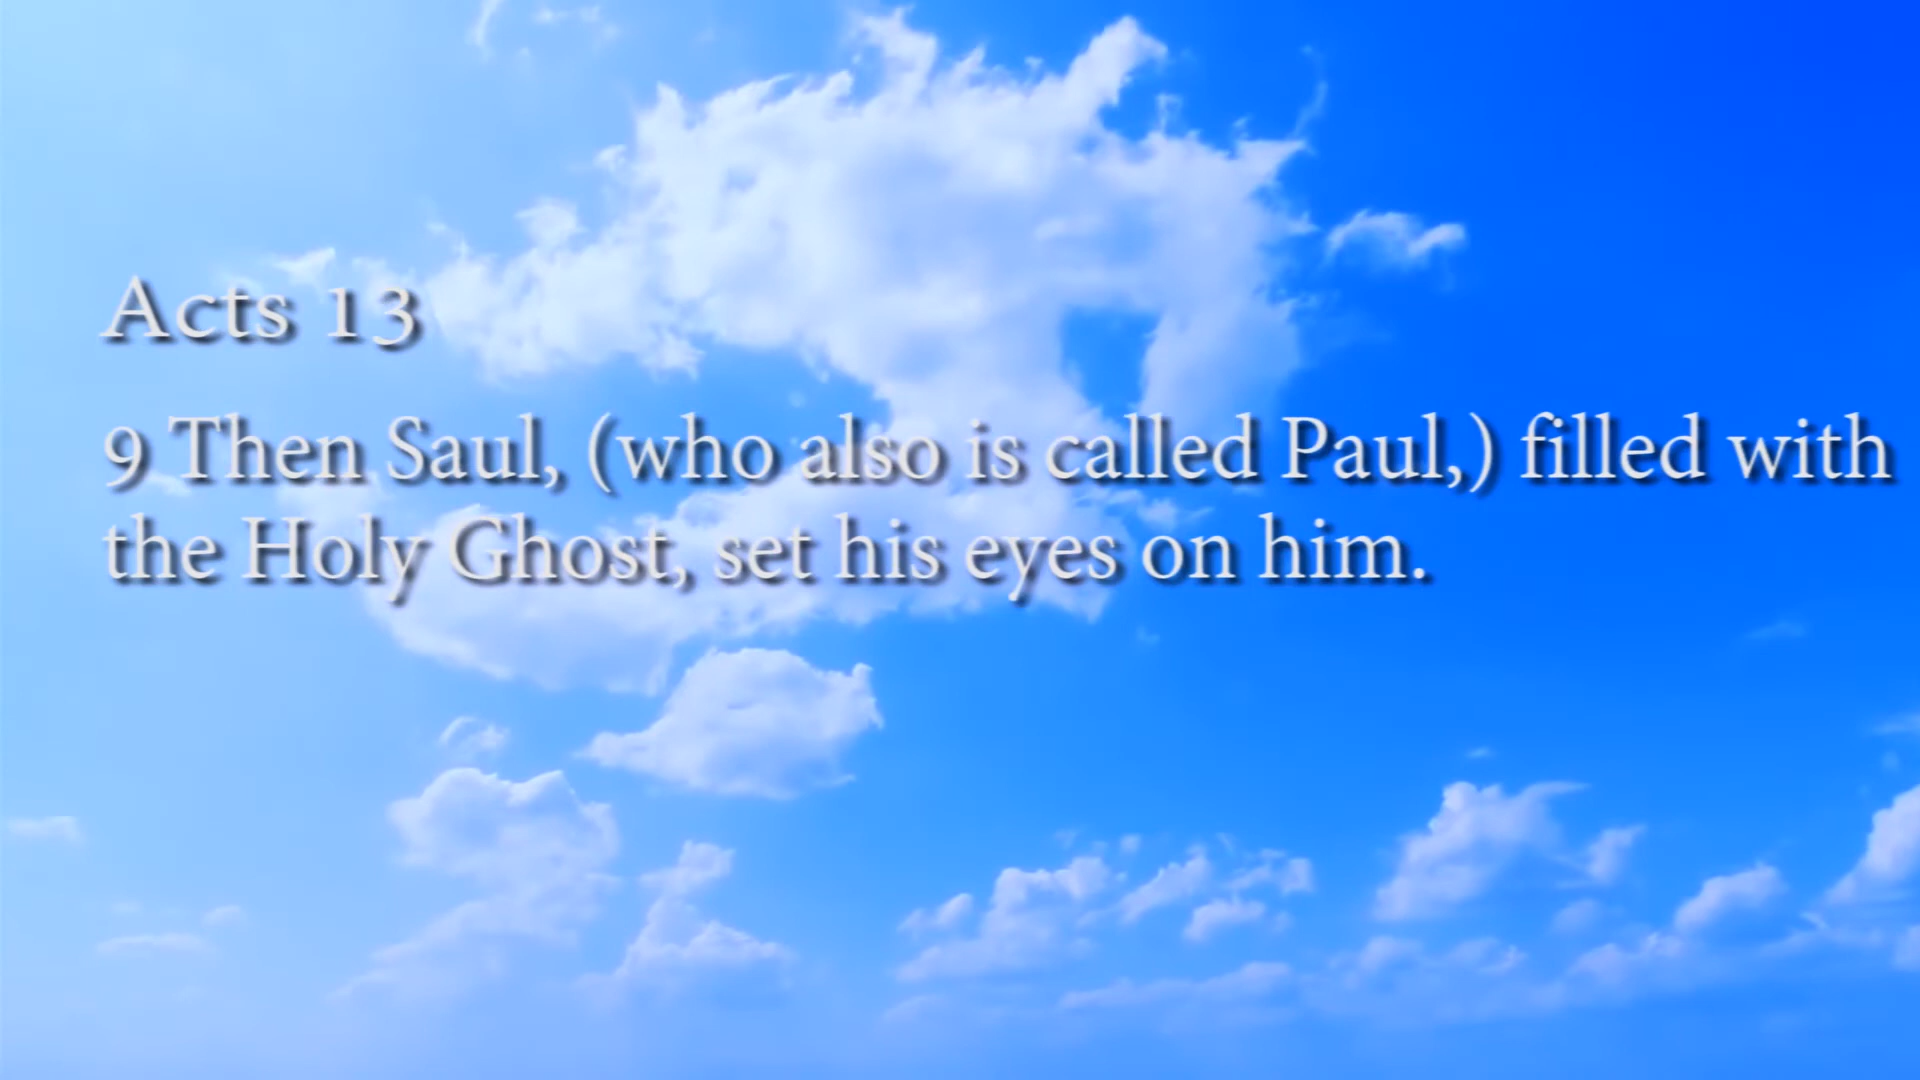 Acts 13
9 Then Saul, (who also is called Paul,) filled with
the Holy Ghost, set his eyes on him.